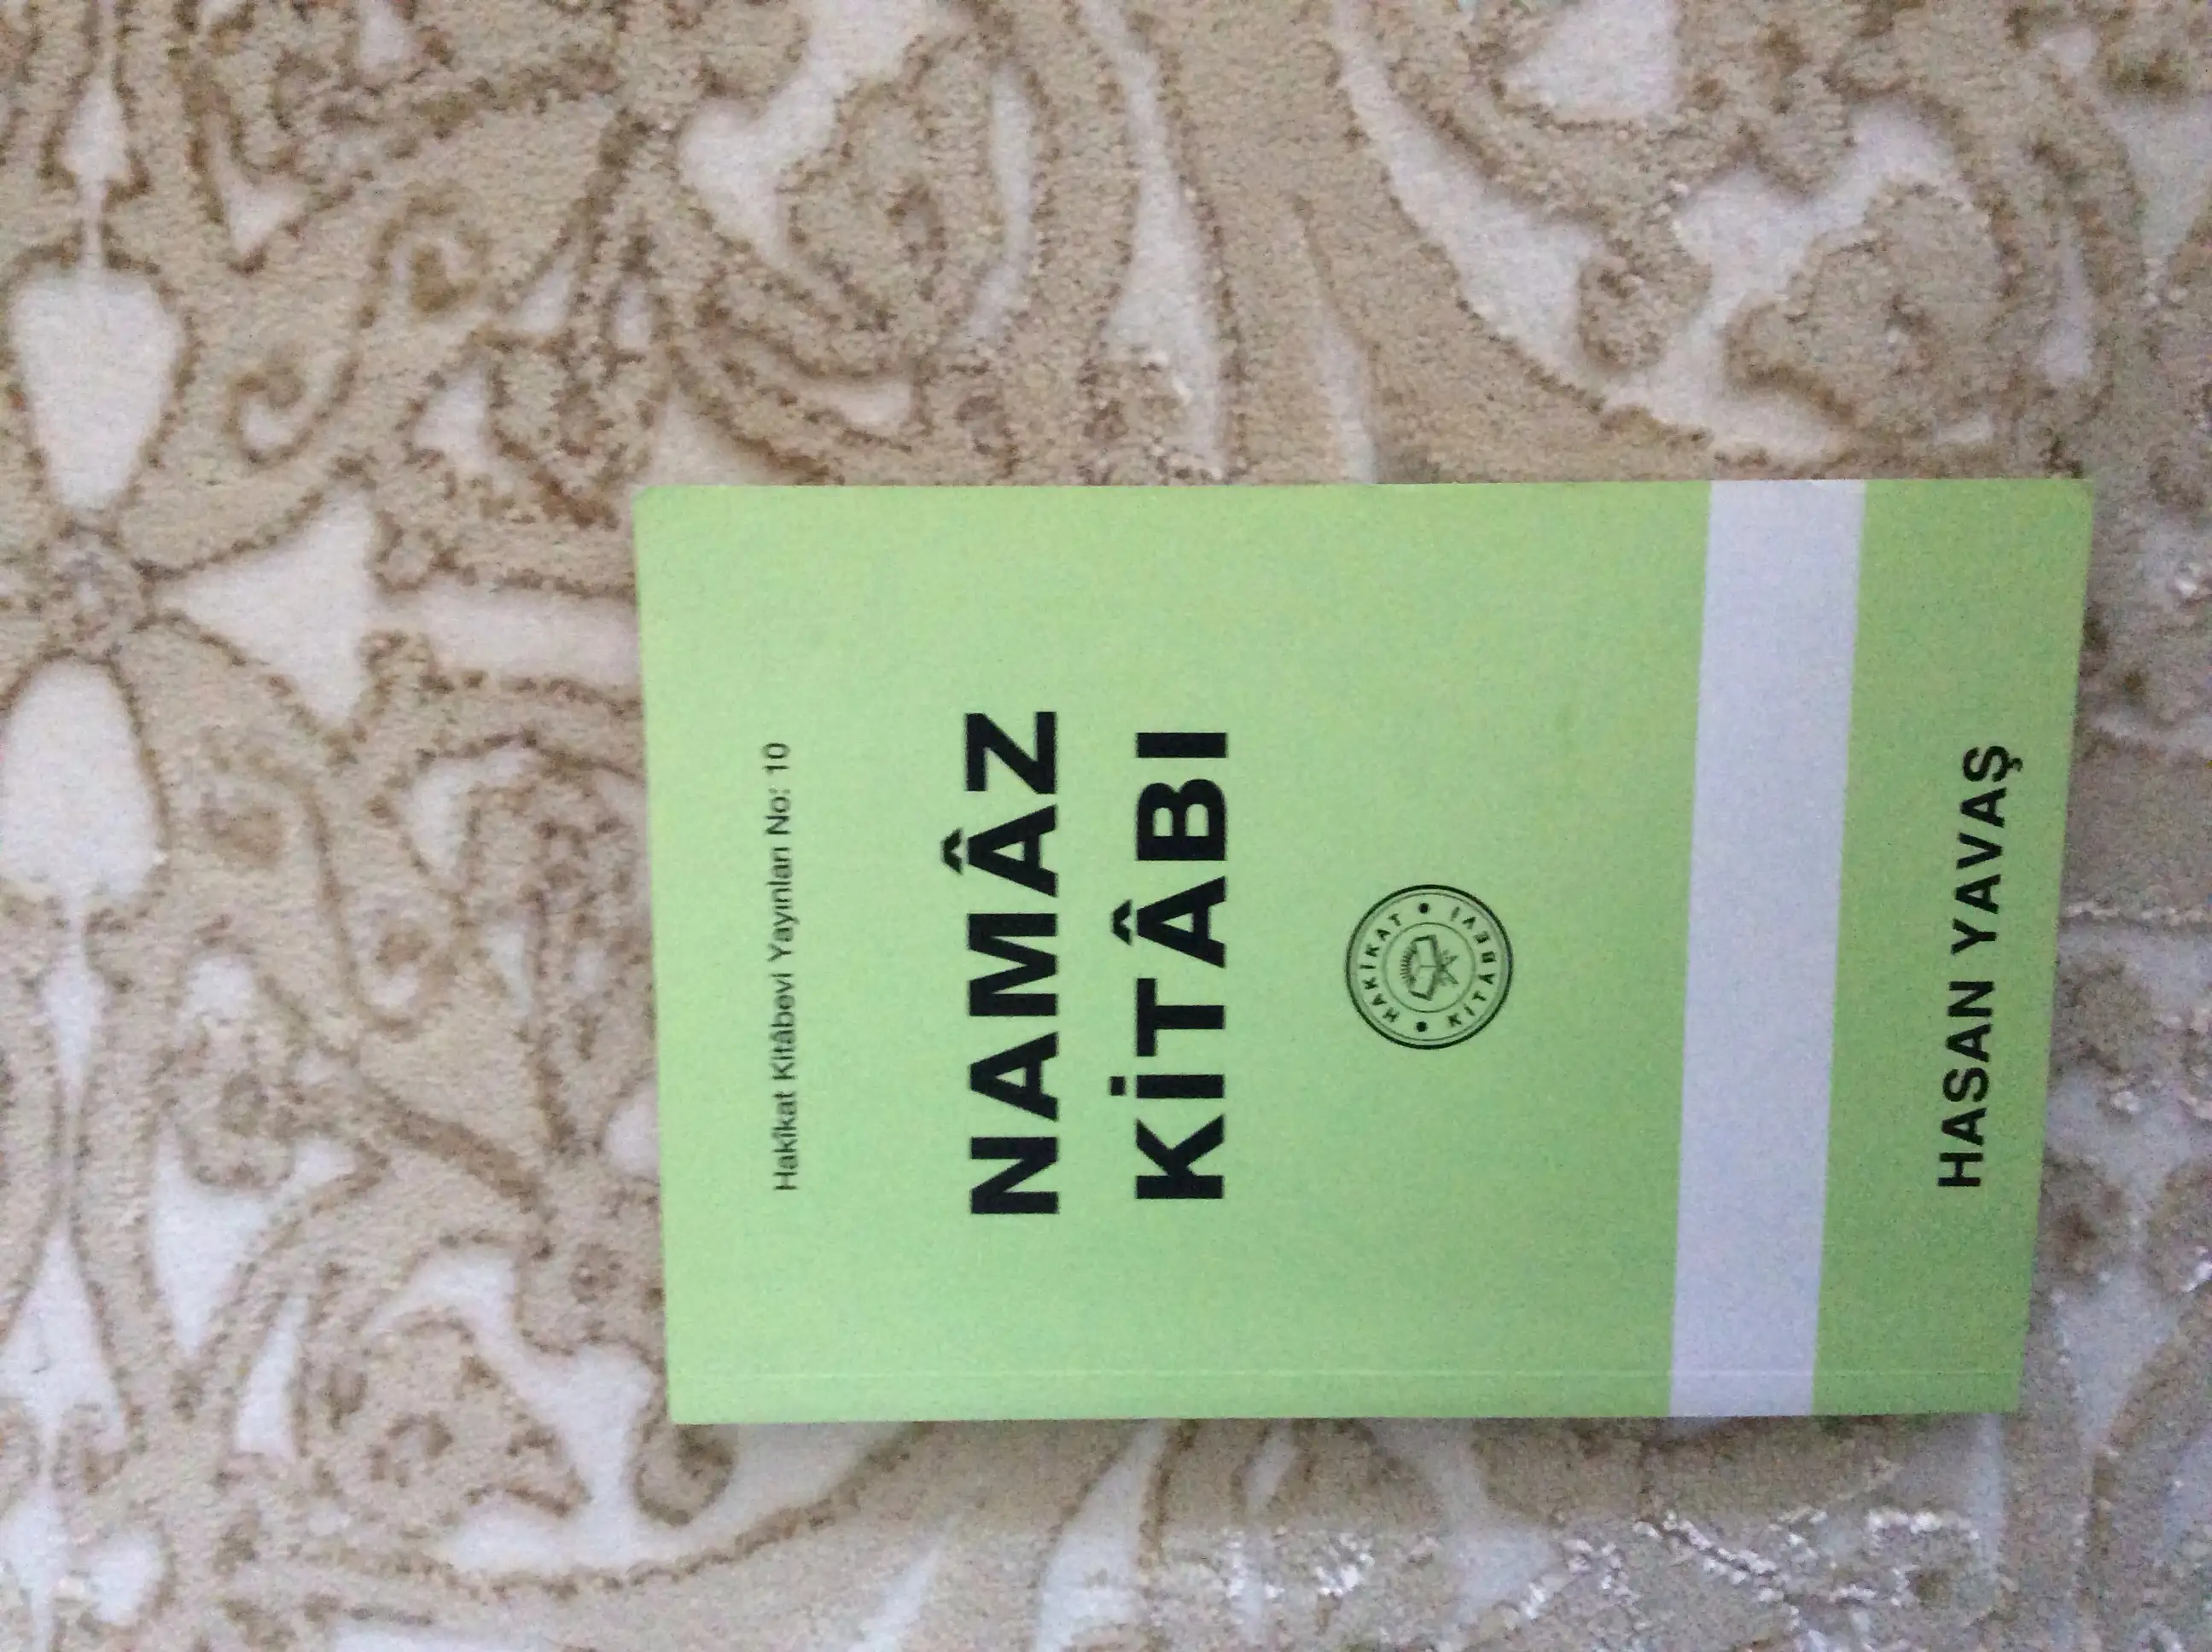 Hakîkat Kitâbevi Yayınları No: 10
NAMÂZ
KİTÂBI
HAKÎKAT
KİTÂBEVİ
HASAN YAVAŞ